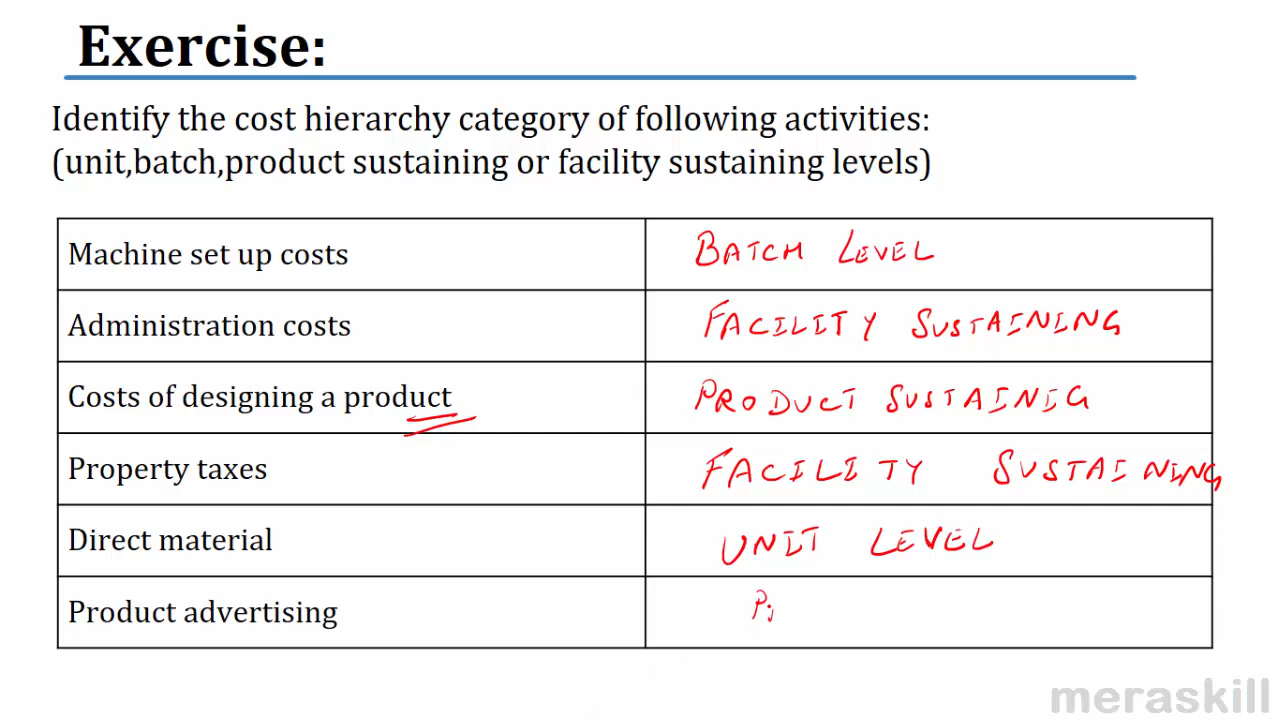 Exercise:
Identify the cost hierarchy category of following activities:
(unit,batch,product sustaining or facility sustaining levels)
Machine set up costs BATCH LEVEL
Administration costs FACILITY SUSTAINING
Costs of designing a product PRODUCT SUSTAINIG
Property taxes FACILITY SUSTAINING
Direct material UNIT LEVEL
Product advertising
meraskill